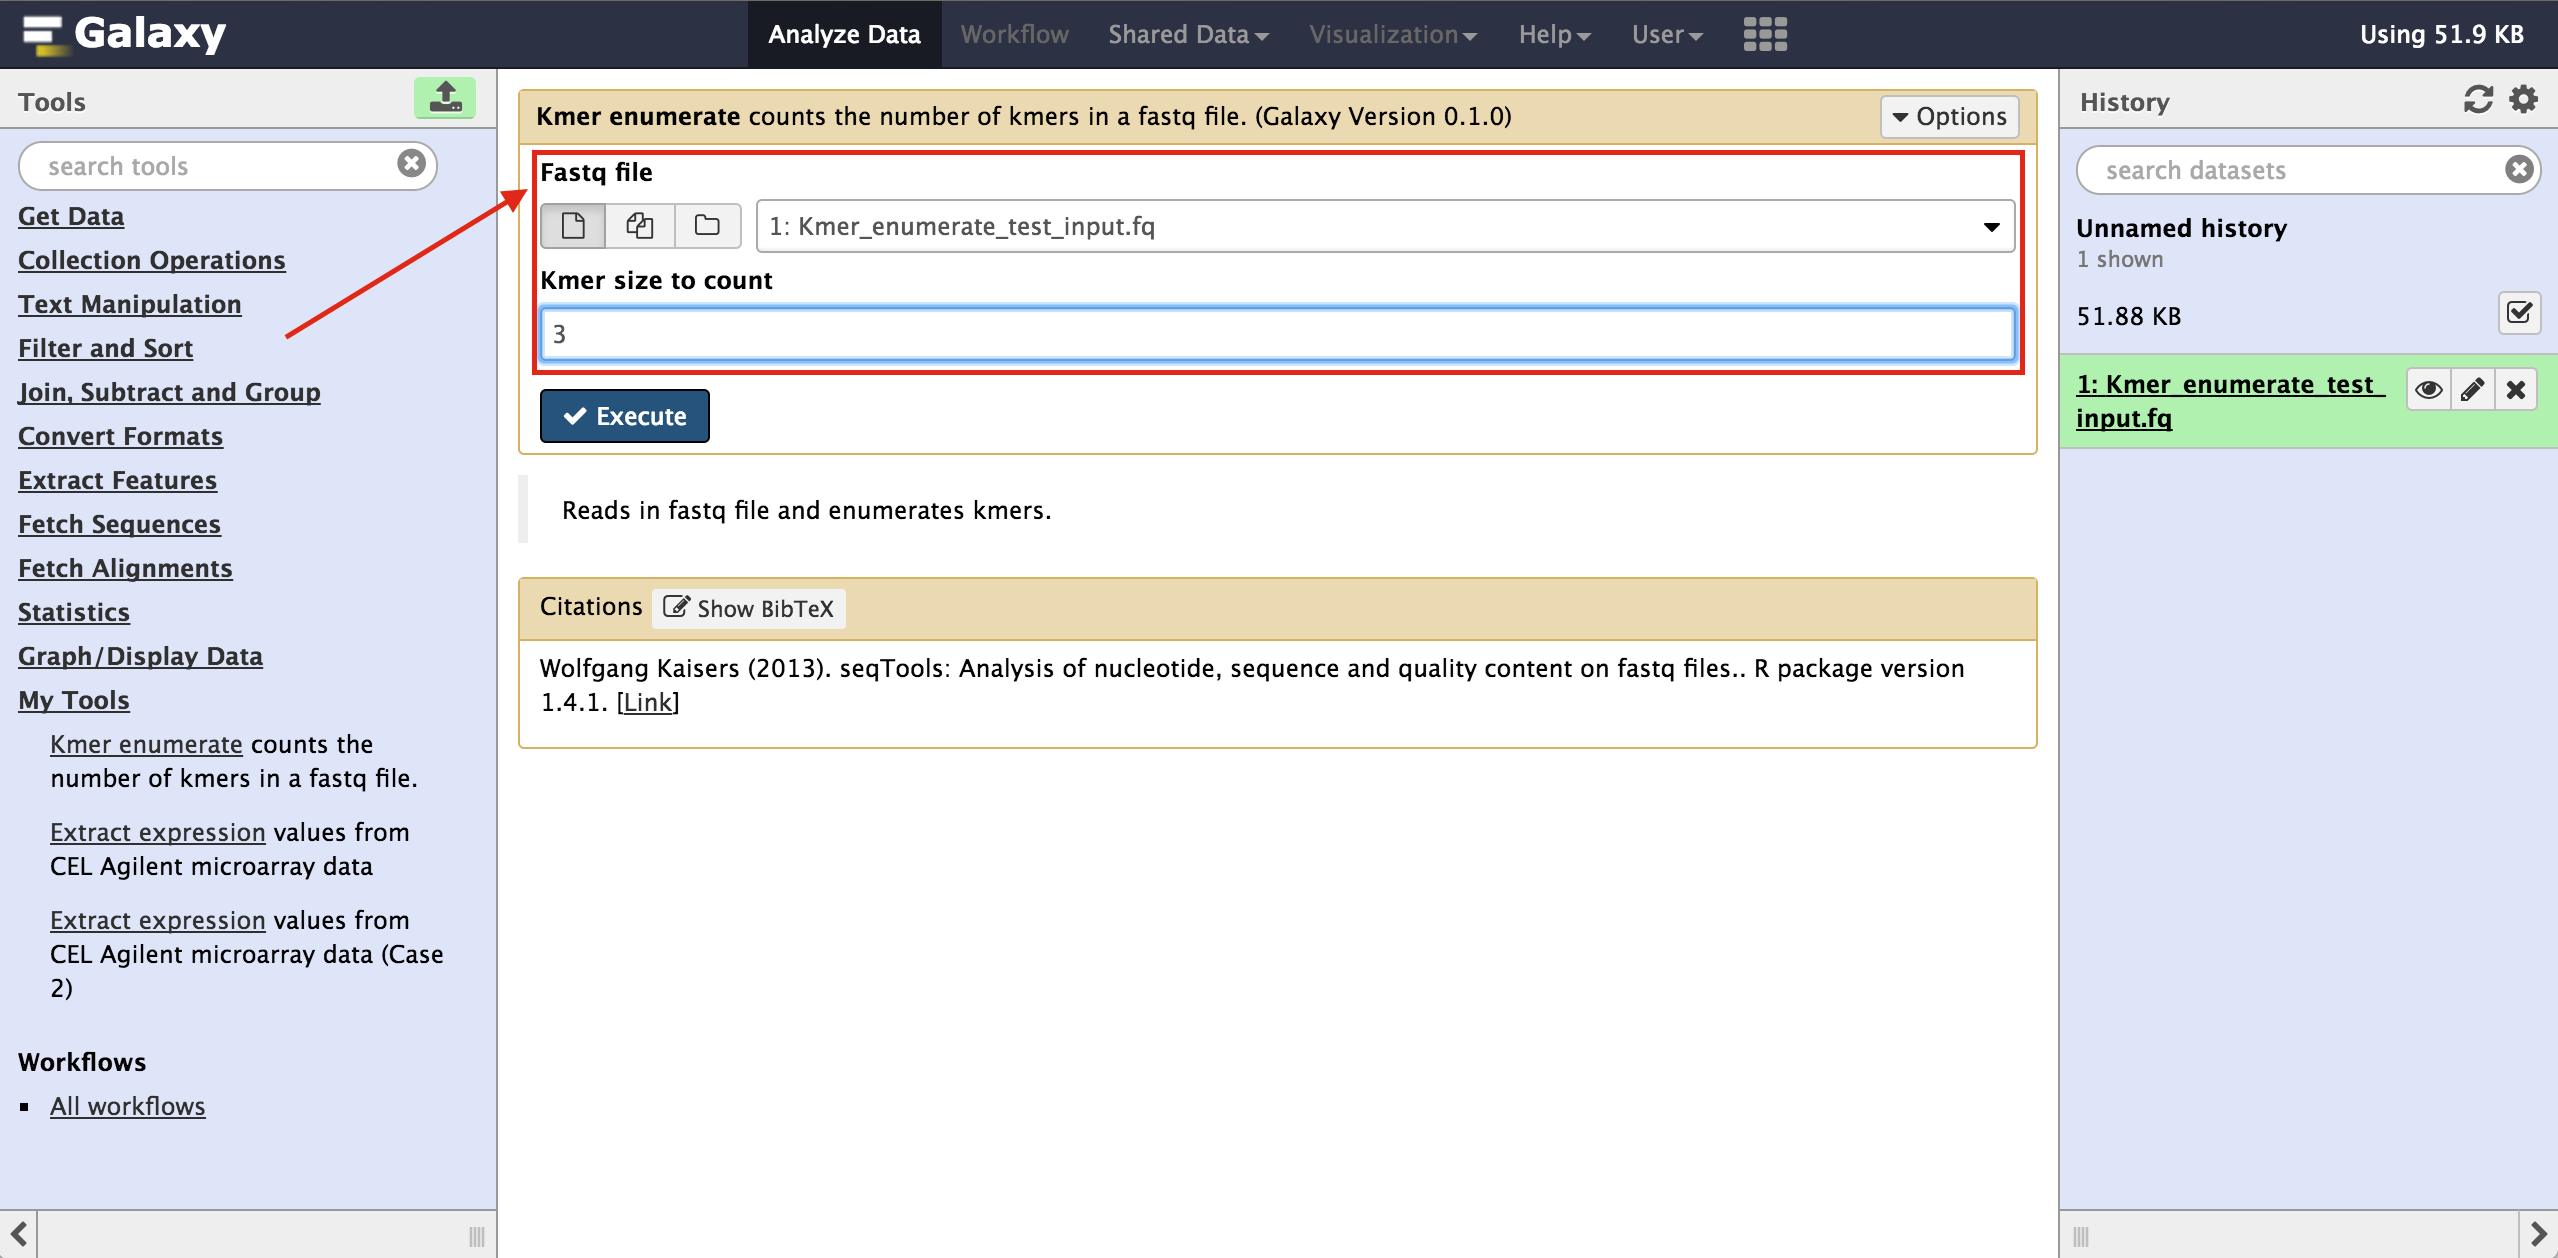 Galaxy
Analyze Data
Workflow
Shared Data
Visualization
Help
User
Using 51.9 KB
Tools
search tools
Get Data
Collection Operations
Text Manipulation
Filter and Sort
Join, Subtract and Group
Convert Formats
Extract Features
Fetch Sequences
Fetch Alignments
Statistics
Graph/Display Data
My Tools
Kmer enumerate counts the
number of kmers in a fastq file.
Extract expression values from
CEL Agilent microarray data
Extract expression values from
CEL Agilent microarray data (Case
2)
Workflows
All workflows
Kmer enumerate counts the number of kmers in a fastq file. (Galaxy Version 0.1.0)
Options
Fastq file
1: Kmer_enumerate_test_input.fq
Kmer size to count
3
Execute
Reads in fastq file and enumerates kmers.
Citations
Show BibTeX
Wolfgang Kaisers (2013). seqTools: Analysis of nucleotide, sequence and quality content on fastq files.. R package version
1.4.1. [Link]
History
search datasets
Unnamed history
1 shown
51.88 KB
1: Kmer_enumerate_test_
input.fq